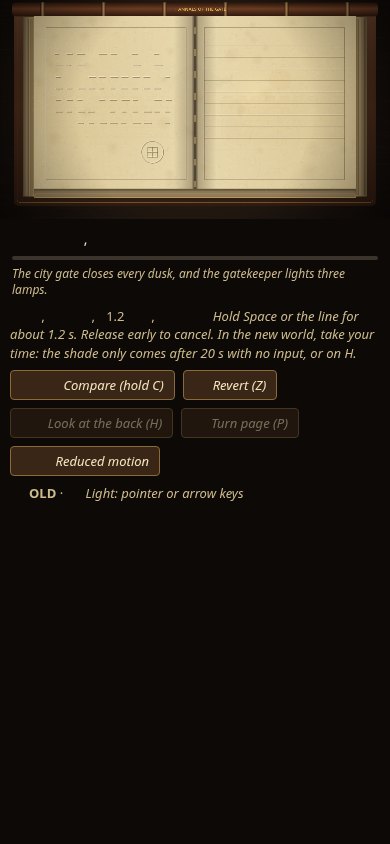 ANNALS OF THE GATE
,
The city gate closes every dusk, and the gatekeeper lights three
lamps.
, , 1.2 , Hold Space or the line for
about 1.2 s. Release early to cancel. In the new world, take your
time: the shade only comes after 20 s with no input, or on H.
Compare (hold C)
Revert (Z)
Look at the back (H)
Turn page (P)
Reduced motion
OLD · Light: pointer or arrow keys